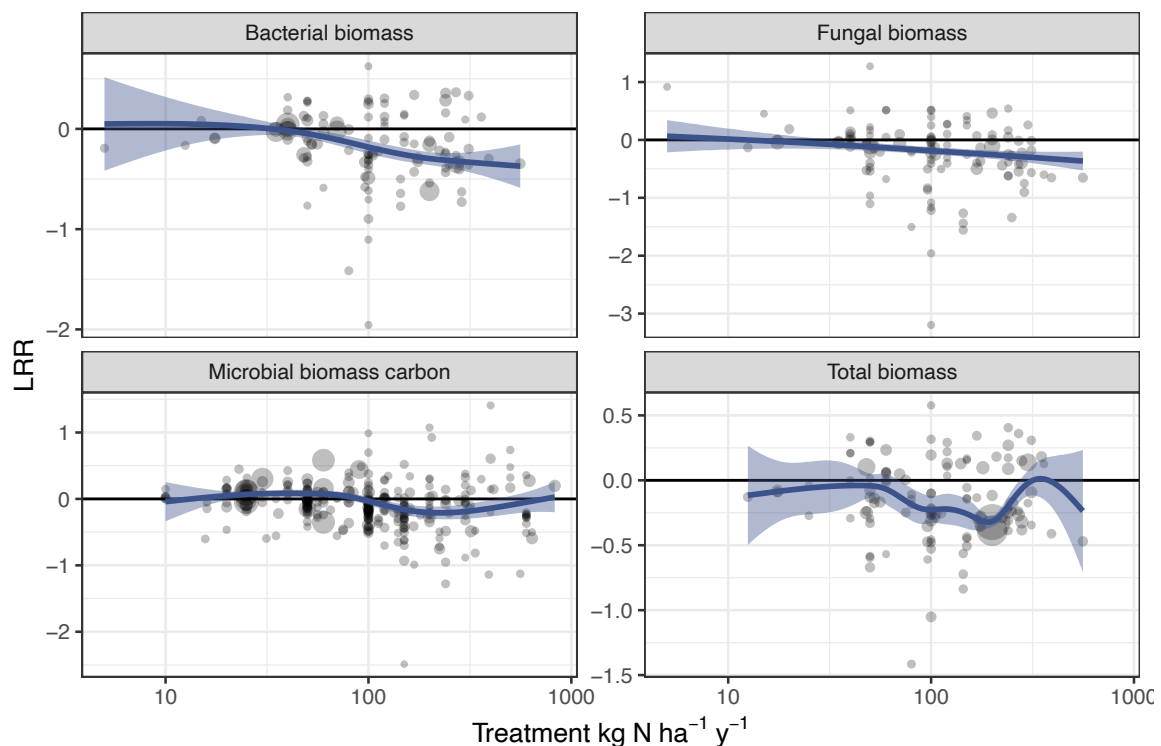 Bacterial biomass
Fungal biomass
0
−1
−2
1
0
−1
−2
−3
LRR
Microbial biomass carbon
Total biomass
1
0
−1
−2
0.5
0.0
−0.5
−1.0
−1.5
10 100 1000
10 100 1000
Treatment kg N ha⁻¹ y⁻¹